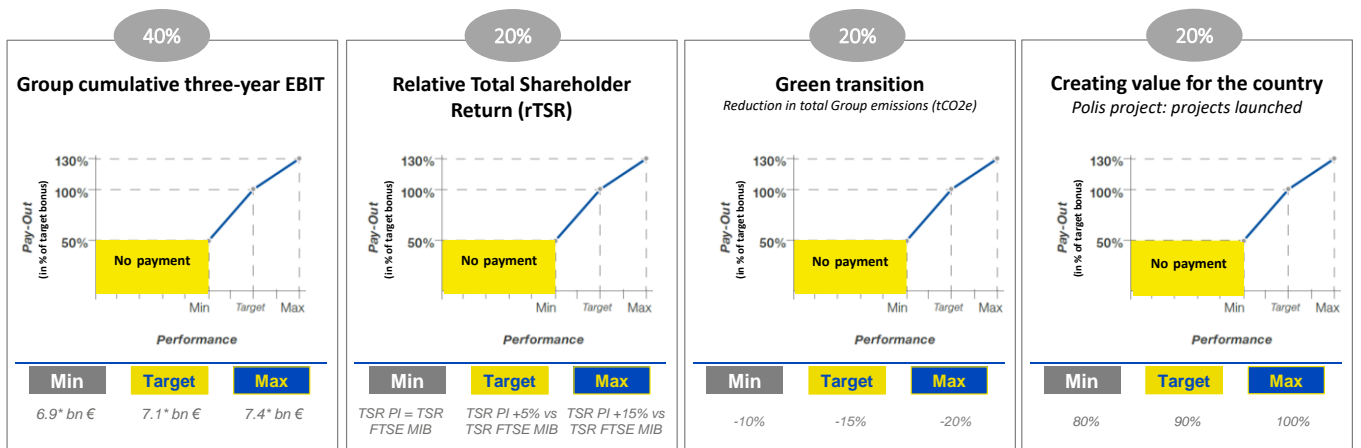 40%
Group cumulative three-year EBIT
130%
100%
50%
Pay-Out
(in % of target bonus)
No payment
Min Target Max
Performance
Min Target Max
6.9* bn € 7.1* bn € 7.4* bn €
20%
Relative Total Shareholder
Return (rTSR)
130%
100%
50%
Pay-Out
(in % of target bonus)
No payment
Min Target Max
Performance
Min Target Max
TSR PI = TSR TSR PI +5% vs TSR PI +15% vs
FTSE MIB TSR FTSE MIB TSR FTSE MIB
20%
Green transition
Reduction in total Group emissions (tCO2e)
130%
100%
50%
Pay-Out
(in % of target bonus)
No payment
Min Target Max
Performance
Min Target Max
-10% -15% -20%
20%
Creating value for the country
Polis project: projects launched
130%
100%
50%
Pay-Out
(in % of target bonus)
No payment
Min Target Max
Performance
Min Target Max
80% 90% 100%